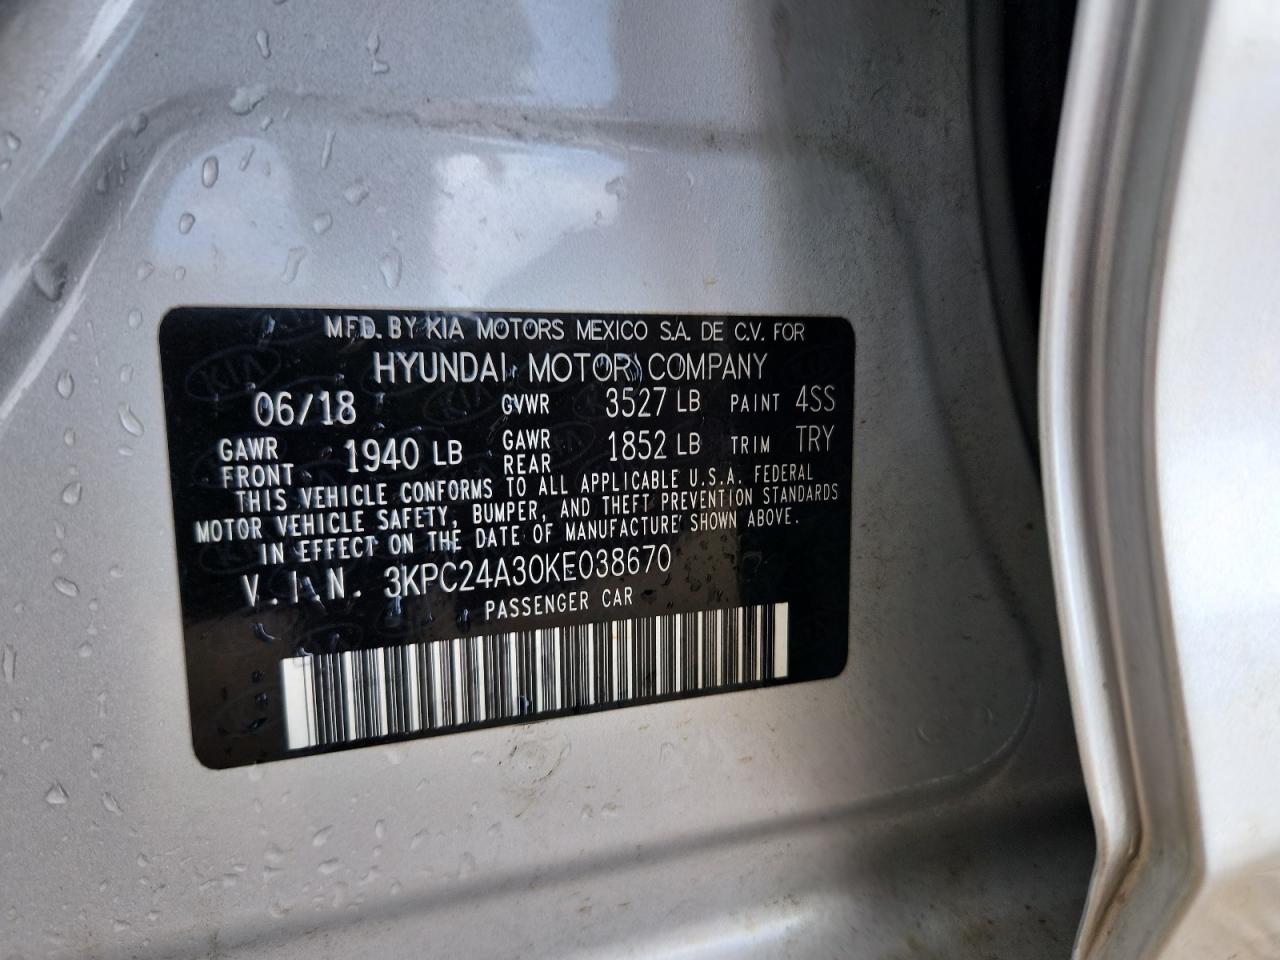 MFD. BY KIA MOTORS MEXICO S.A. DE C.V. FOR
HYUNDAI MOTOR COMPANY
06/18 GVWR 3527 LB PAINT 4SS
GAWR FRONT 1940 LB GAWR REAR 1852 LB TRIM TRY
THIS VEHICLE CONFORMS TO ALL APPLICABLE U.S.A. FEDERAL
MOTOR VEHICLE SAFETY, BUMPER, AND THEFT PREVENTION STANDARDS
IN EFFECT ON THE DATE OF MANUFACTURE SHOWN ABOVE.
V.I.N. 3KPC24A30KE038670
PASSENGER CAR
KIA
KIA